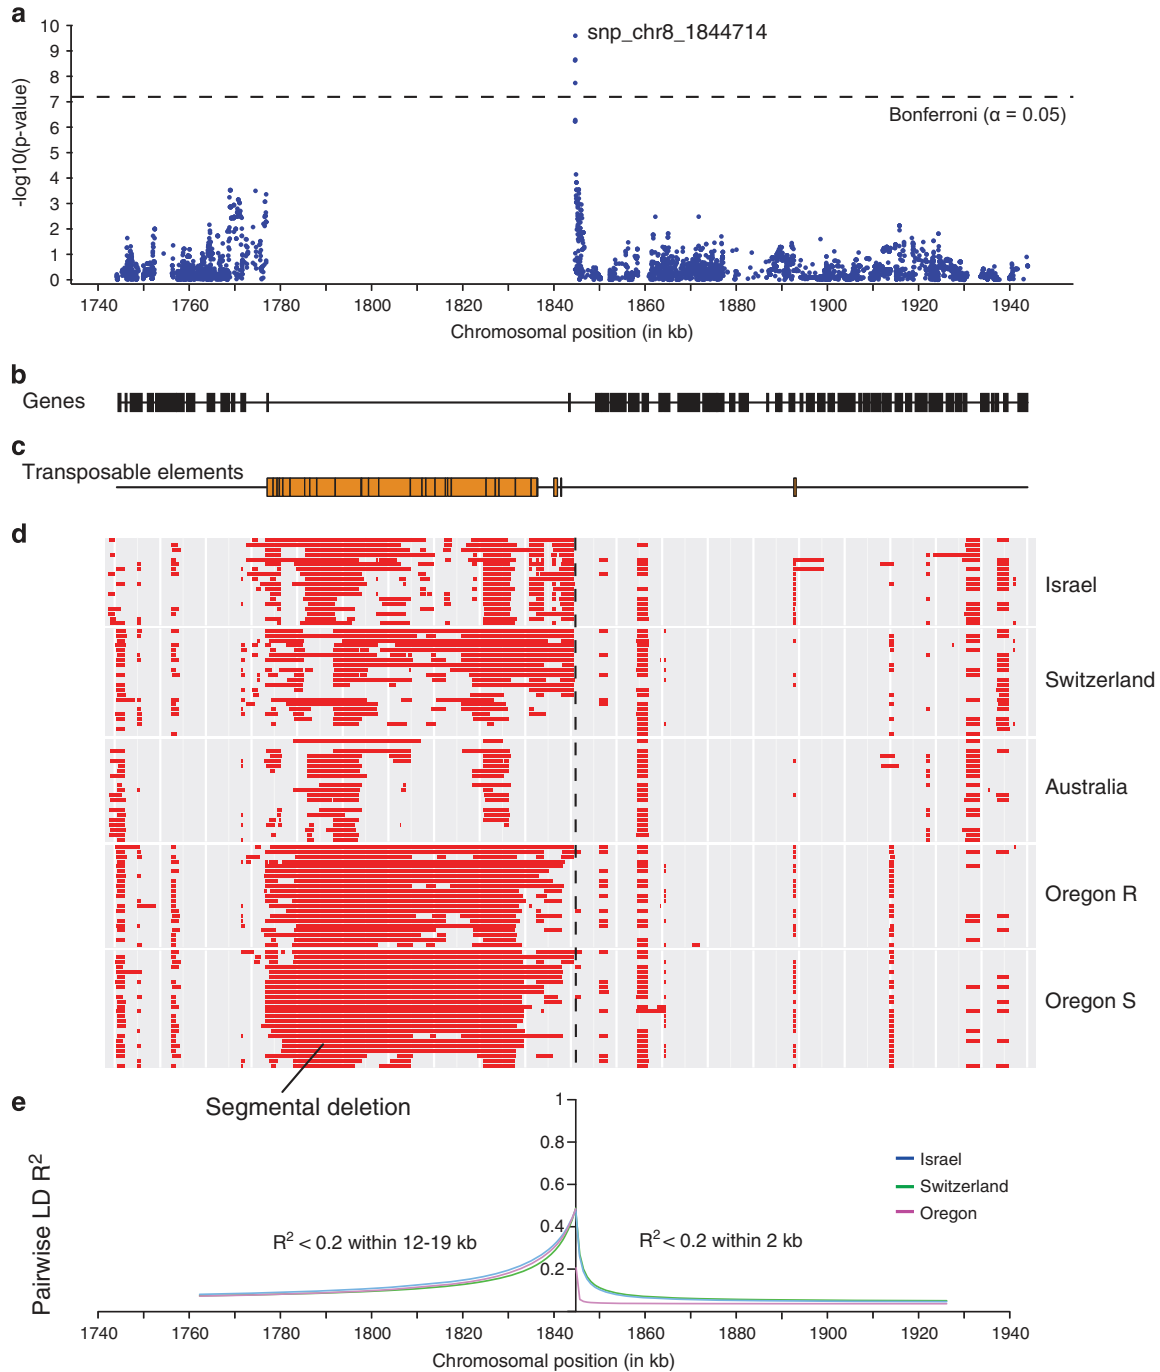 a
10
9
8
7
6
5
4
3
2
1
0
-log10(p-value)
snp_chr8_1844714
Bonferroni (α = 0.05)
1740 1760 1780 1800 1820 1840 1860 1880 1900 1920 1940
Chromosomal position (in kb)
b
Genes
c
Transposable elements
d
Israel
Switzerland
Australia
Oregon R
Oregon S
Segmental deletion
e
Pairwise LD R²
1
0.8
0.6
0.4
0.2
R² < 0.2 within 12-19 kb
R² < 0.2 within 2 kb
Israel
Switzerland
Oregon
1740 1760 1780 1800 1820 1840 1860 1880 1900 1920 1940
Chromosomal position (in kb)